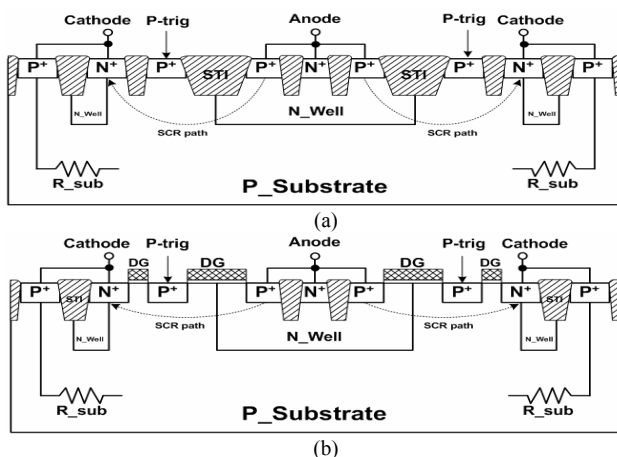 Cathode P-trig Anode P-trig Cathode
P+ N+ P+ STI P+ N+ P+ STI P+ N+ P+
N_Well N_Well N_Well
SCR path SCR path
R_sub R_sub
P_Substrate
(a)
Cathode P-trig Anode P-trig Cathode
DG DG DG DG
P+ STI N+ P+ P+ N+ P+ P+ N+ STI P+
SCR path SCR path
N_Well N_Well N_Well
R_sub R_sub
P_Substrate
(b)